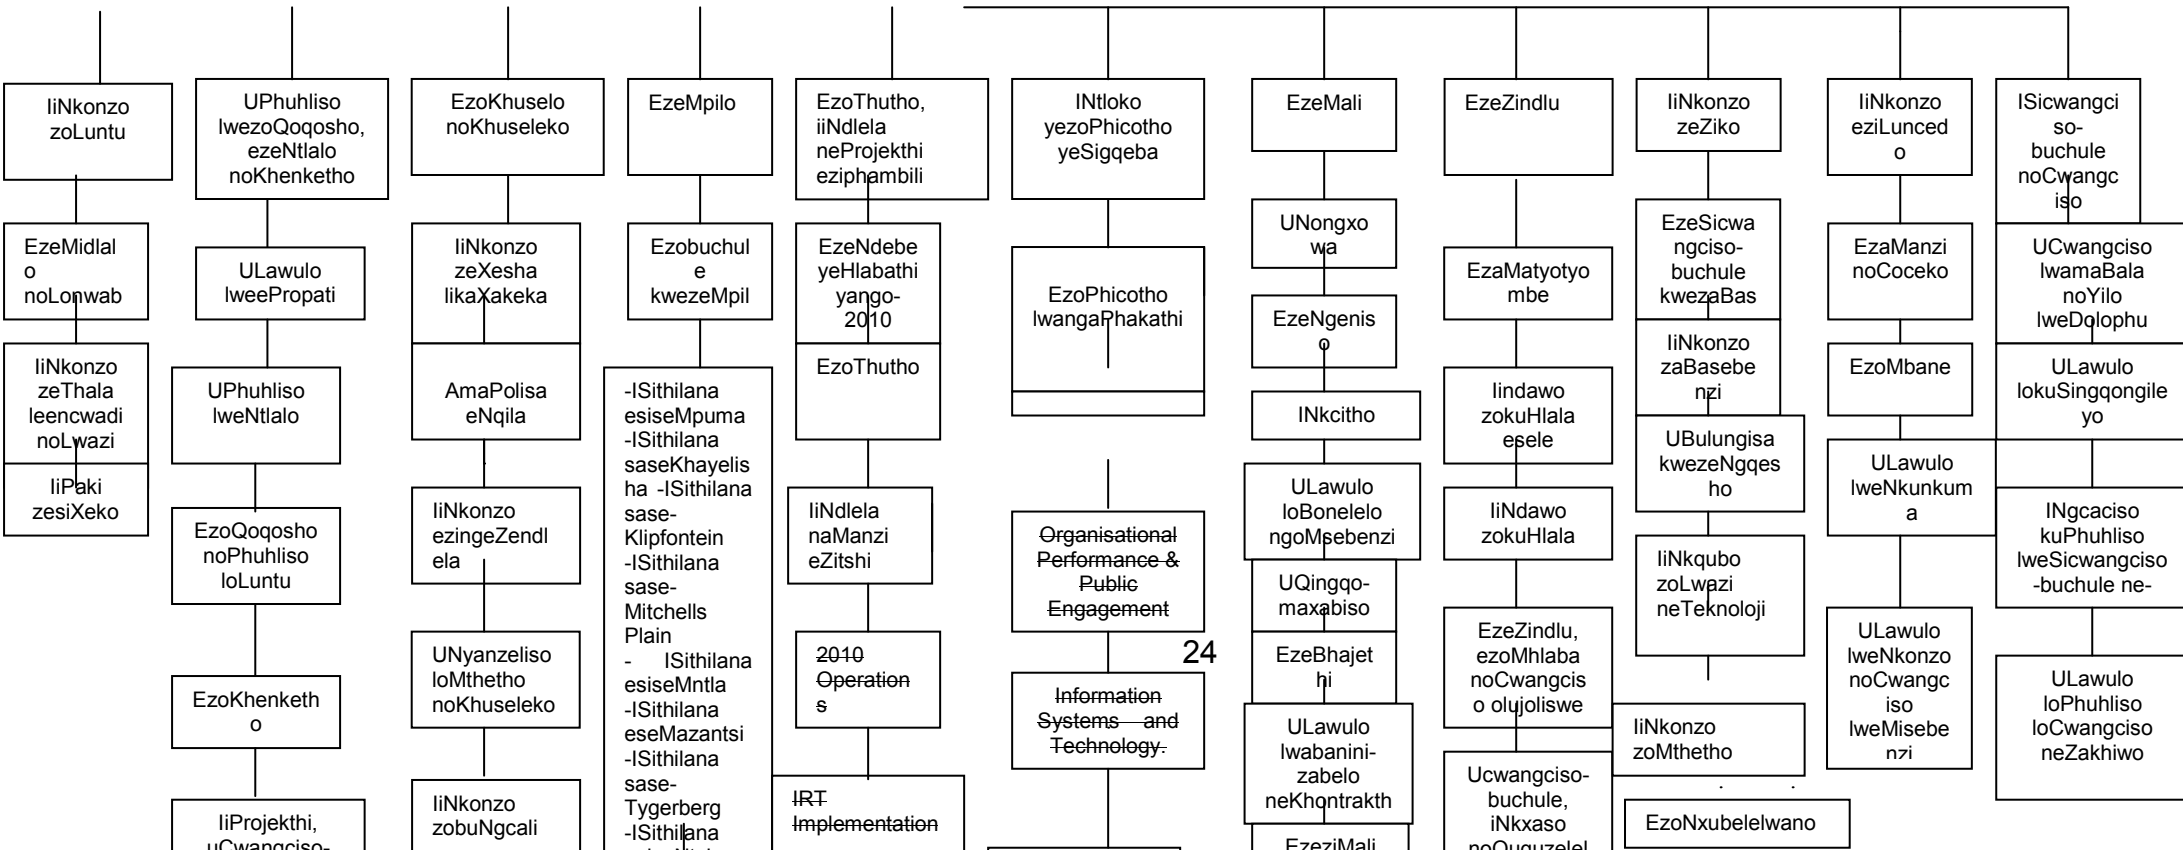 IiNkonzo
zoLuntu
EzeMidlal
o
noLonwab
IiNkonzo
zeThala
leencwadi
noLwazi
IiPaki
zesiXeko
UPhuhliso
lwezoQoqosho,
ezeNtlalo
noKhenketho
ULawulo
lweePropati
UPhuhliso
lweNtlalo
EzoQoqosho
noPhuhliso
loLuntu
EzoKhenketh
o
IiProjekthi,
uCwangciso-
EzoKhuselo
noKhuseleko
IiNkonzo
zeXesha
likaXakeka
AmaPolisa
eNqila
IiNkonzo
ezingeZendl
ela
UNyanzeliso
loMthetho
noKhuseleko
IiNkonzo
zobuNgcali
EzeMpilo
Ezobuchul
e
kwezeMpil
-ISithilana
esiseMpuma
-ISithilana
saseKhayelis
ha -ISithilana
sase-
Klipfontein
-ISithilana
sase-
Mitchells
Plain
- ISithilana
esiseMntla
-ISithilana
eseMazantsi
-ISithilana
sase-
Tygerberg
-ISithilana
EzoThutho,
iiNdlela
neProjekthi
eziphambili
EzeNdebe
yeHlabathi
yango-
2010
EzoThutho
IiNdlela
naManzi
eZitshi
2010
Operation
s
IRT
Implementation
INtloko
yezoPhicotho
yeSigqeba
EzoPhicotho
lwangaPhakathi
Organisational
Performance &
Public
Engagement
Information
Systems and
Technology.
24
EzeMali
UNongxo
wa
EzeNgenis
o
INkcitho
ULawulo
loBonelelo
ngoMsebenzi
UQingqo-
maxabiso
EzeBhajet
hi
ULawulo
lwabanini-
zabelo
neKhontrakth
EzeziMali
EzeZindlu
EzaMatyotyo
mbe
Iindawo
zokuHlala
esele
IiNdawo
zokuHlala
EzeZindlu,
ezoMhlaba
noCwangcis
o olujoliswe
Ucwangciso-
buchule,
iNkxaso
noQuquzelel
IiNkonzo
zeZiko
EzeSicwa
ngciso-
buchule
kwezaBas
IiNkonzo
zaBasebe
nzi
UBulungisa
kwezeNgqes
ho
IiNkqubo
zoLwazi
neTeknoloji
IiNkonzo
zoMthetho
EzoNxubelelwano
IiNkonzo
eziLunced
o
EzaManzi
noCoceko
EzoMbane
ULawulo
lweNkunkum
a
ULawulo
lweNkonzo
noCwangc
iso
lweMisebe
nzi
ISicwangci
so-
buchule
noCwangc
iso
UCwangciso
lwamaBala
noYilo
lweDolophu
ULawulo
lokuSingqongile
yo
INgcaciso
kuPhuhliso
lweSicwangciso
-buchule ne-
ULawulo
loPhuhliso
loCwangciso
neZakhiwo